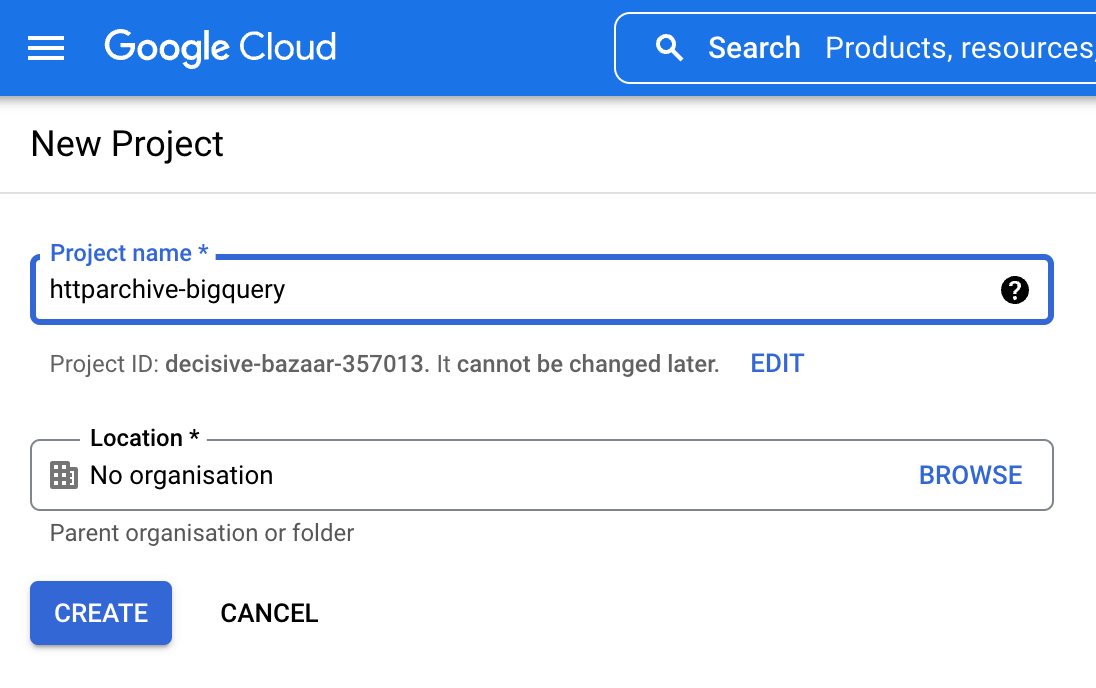 Google Cloud
Search Products, resources,
New Project
Project name *
httparchive-bigquery
?
Project ID: decisive-bazaar-357013. It cannot be changed later. EDIT
Location *
No organisation BROWSE
Parent organisation or folder
CREATE CANCEL